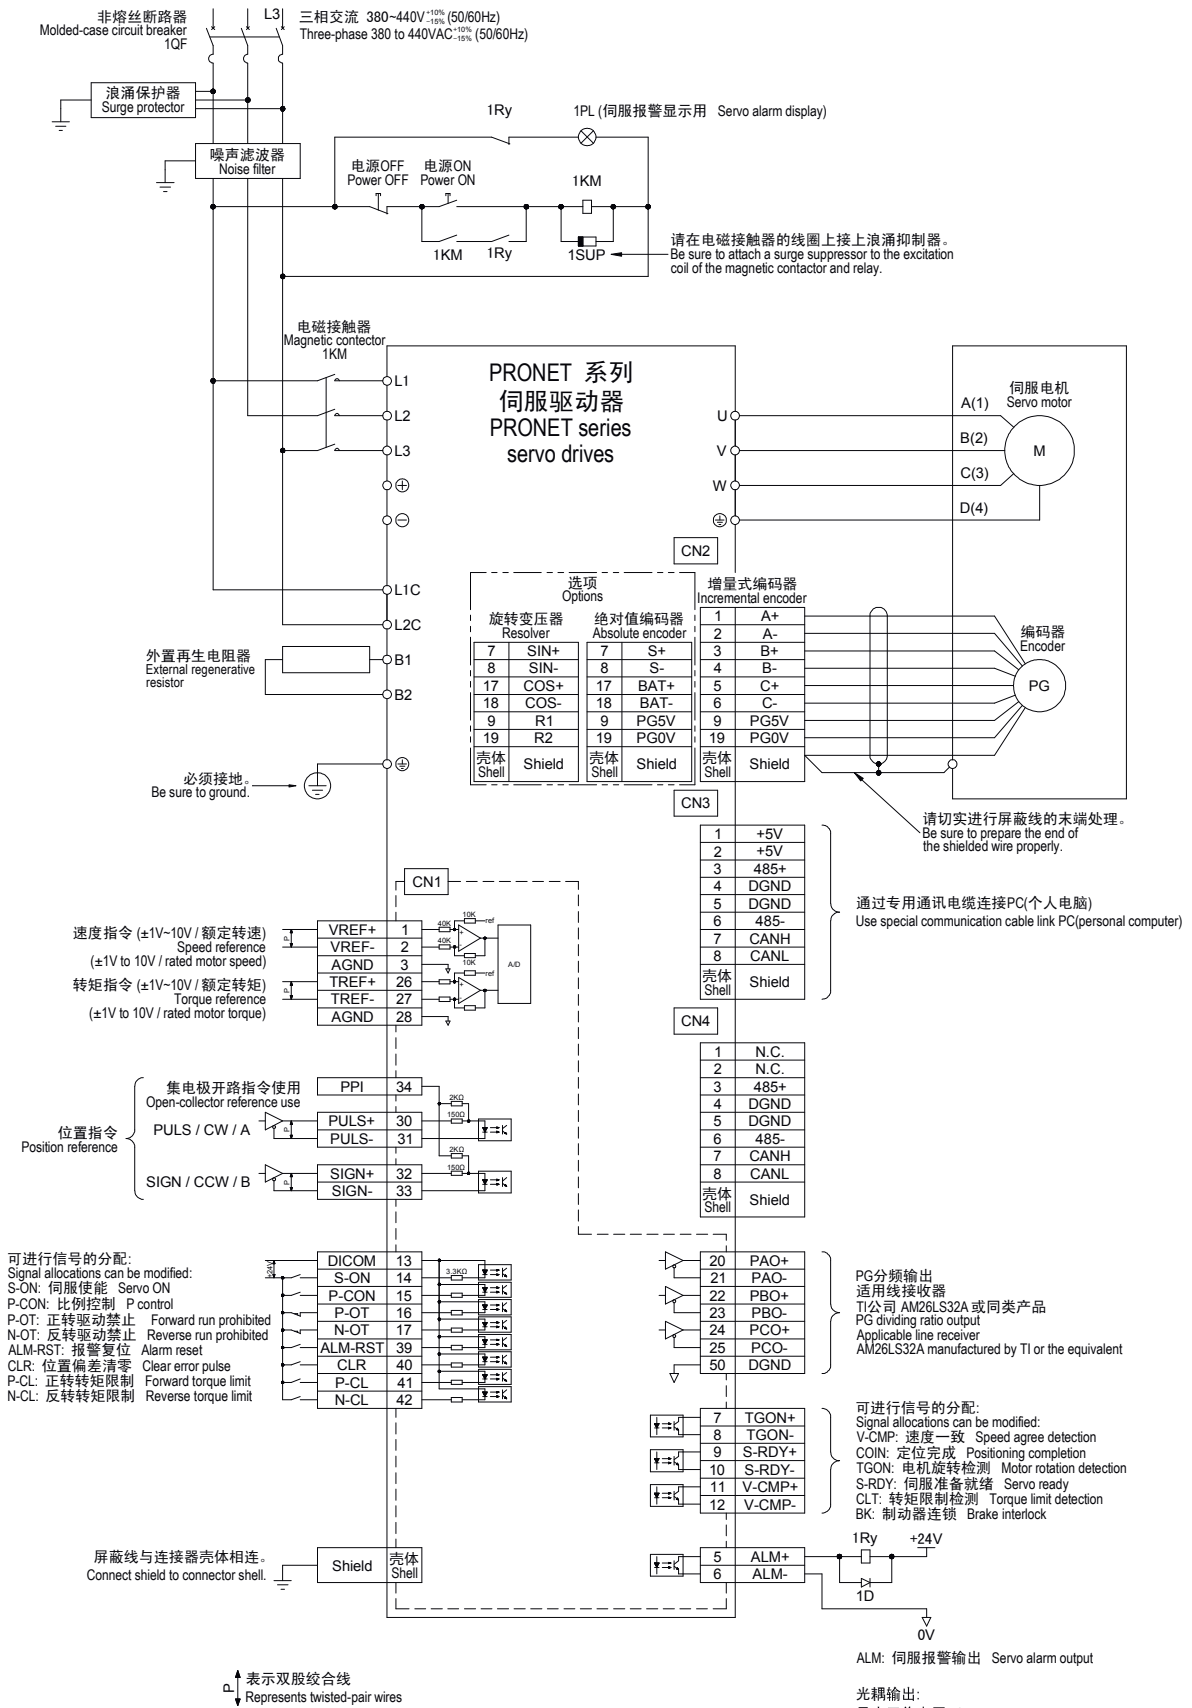 非熔丝断路器
Molded-case circuit breaker
1QF
L3
三相交流 380~440V +10% -15% (50/60Hz)
Three-phase 380 to 440VAC +10% -15% (50/60Hz)
浪涌保护器
Surge protector
噪声滤波器
Noise filter
1Ry
1PL (伺服报警显示用 Servo alarm display)
电源OFF
Power OFF
电源ON
Power ON
1KM
1KM
1Ry
1SUP
请在电磁接触器的线圈上接上浪涌抑制器。
Be sure to attach a surge suppressor to the excitation
coil of the magnetic contactor and relay.
电磁接触器
Magnetic contector
1KM
PRONET 系列
伺服驱动器
PRONET series
servo drives
L1
L2
L3
⊕
⊖
L1C
L2C
B1
B2
外置再生电阻器
External regenerative
resistor
必须接地。
Be sure to ground.
U
V
W
A(1)
B(2)
C(3)
D(4)
伺服电机
Servo motor
M
CN2
选项
Options
旋转变压器
Resolver
7 SIN+
8 SIN-
17 COS+
18 COS-
9 R1
19 R2
壳体
Shell
Shield
绝对值编码器
Absolute encoder
7 S+
8 S-
17 BAT+
18 BAT-
9 PG5V
19 PG0V
壳体
Shell
Shield
增量式编码器
Incremental encoder
1 A+
2 A-
3 B+
4 B-
5 C+
6 C-
9 PG5V
19 PG0V
壳体
Shell
Shield
编码器
Encoder
PG
请切实进行屏蔽线的末端处理。
Be sure to prepare the end of
the shielded wire properly.
CN3
1 +5V
2 +5V
3 485+
4 DGND
5 DGND
6 485-
7 CANH
8 CANL
壳体
Shell
Shield
通过专用通讯电缆连接PC(个人电脑)
Use special communication cable link PC(personal computer)
CN4
1 N.C.
2 N.C.
3 485+
4 DGND
5 DGND
6 485-
7 CANH
8 CANL
壳体
Shell
Shield
CN1
速度指令 (±1V~10V / 额定转速)
Speed reference
(±1V to 10V / rated motor speed)
转矩指令 (±1V~10V / 额定转矩)
Torque reference
(±1V to 10V / rated motor torque)
P
P
VREF+ 1
VREF- 2
AGND 3
TREF+ 26
TREF- 27
AGND 28
40K
10K
ref
40K
10K
ref
A/D
集电极开路指令使用
Open-collector reference use
位置指令
Position reference
PULS / CW / A
SIGN / CCW / B
P
P
PPI 34
PULS+ 30
PULS- 31
SIGN+ 32
SIGN- 33
2KΩ
150Ω
2KΩ
150Ω
可进行信号的分配:
Signal allocations can be modified:
S-ON: 伺服使能 Servo ON
P-CON: 比例控制 P control
P-OT: 正转驱动禁止 Forward run prohibited
N-OT: 反转驱动禁止 Reverse run prohibited
ALM-RST: 报警复位 Alarm reset
CLR: 位置偏差清零 Clear error pulse
P-CL: 正转转矩限制 Forward torque limit
N-CL: 反转转矩限制 Reverse torque limit
+24V
DICOM 13
S-ON 14
P-CON 15
P-OT 16
N-OT 17
ALM-RST 39
CLR 40
P-CL 41
N-CL 42
3.3KΩ
20 PAO+
21 PAO-
22 PBO+
23 PBO-
24 PCO+
25 PCO-
50 DGND
PG分频输出
适用线接收器
TI公司 AM26LS32A 或同类产品
PG dividing ratio output
Applicable line receiver
AM26LS32A manufactured by TI or the equivalent
7 TGON+
8 TGON-
9 S-RDY+
10 S-RDY-
11 V-CMP+
12 V-CMP-
可进行信号的分配:
Signal allocations can be modified:
V-CMP: 速度一致 Speed agree detection
COIN: 定位完成 Positioning completion
TGON: 电机旋转检测 Motor rotation detection
S-RDY: 伺服准备就绪 Servo ready
CLT: 转矩限制检测 Torque limit detection
BK: 制动器连锁 Brake interlock
屏蔽线与连接器壳体相连。
Connect shield to connector shell.
Shield
壳体
Shell
5 ALM+
6 ALM-
1Ry
+24V
1D
0V
ALM: 伺服报警输出 Servo alarm output
P
表示双股绞合线
Represents twisted-pair wires
光耦输出: